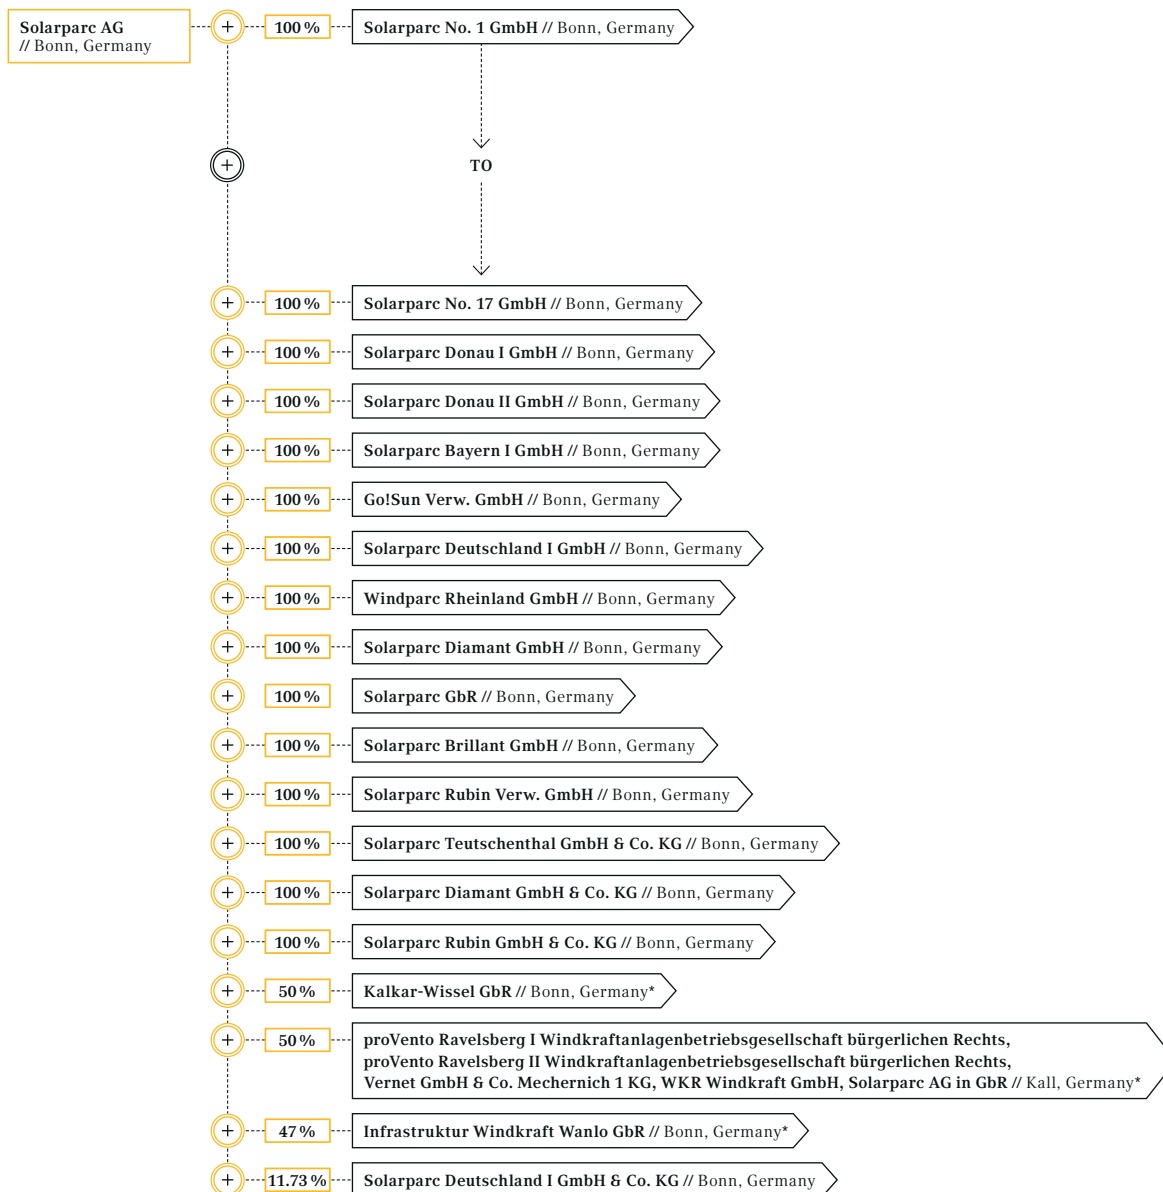 Solarparc AG
// Bonn, Germany
+ 100 % Solarparc No. 1 GmbH // Bonn, Germany
+ TO
+ 100 % Solarparc No. 17 GmbH // Bonn, Germany
+ 100 % Solarparc Donau I GmbH // Bonn, Germany
+ 100 % Solarparc Donau II GmbH // Bonn, Germany
+ 100 % Solarparc Bayern I GmbH // Bonn, Germany
+ 100 % Go!Sun Verw. GmbH // Bonn, Germany
+ 100 % Solarparc Deutschland I GmbH // Bonn, Germany
+ 100 % Windparc Rheinland GmbH // Bonn, Germany
+ 100 % Solarparc Diamant GmbH // Bonn, Germany
+ 100 % Solarparc GbR // Bonn, Germany
+ 100 % Solarparc Brillant GmbH // Bonn, Germany
+ 100 % Solarparc Rubin Verw. GmbH // Bonn, Germany
+ 100 % Solarparc Teutschenthal GmbH & Co. KG // Bonn, Germany
+ 100 % Solarparc Diamant GmbH & Co. KG // Bonn, Germany
+ 100 % Solarparc Rubin GmbH & Co. KG // Bonn, Germany
+ 50 % Kalkar-Wissel GbR // Bonn, Germany*
+ 50 % proVento Ravelsberg I Windkraftanlagenbetriebsgesellschaft bürgerlichen Rechts,
proVento Ravelsberg II Windkraftanlagenbetriebsgesellschaft bürgerlichen Rechts,
Vernet GmbH & Co. Mechernich 1 KG, WKR Windkraft GmbH, Solarparc AG in GbR // Kall, Germany*
+ 47 % Infrastruktur Windkraft Wanlo GbR // Bonn, Germany*
+ 11.73 % Solarparc Deutschland I GmbH & Co. KG // Bonn, Germany